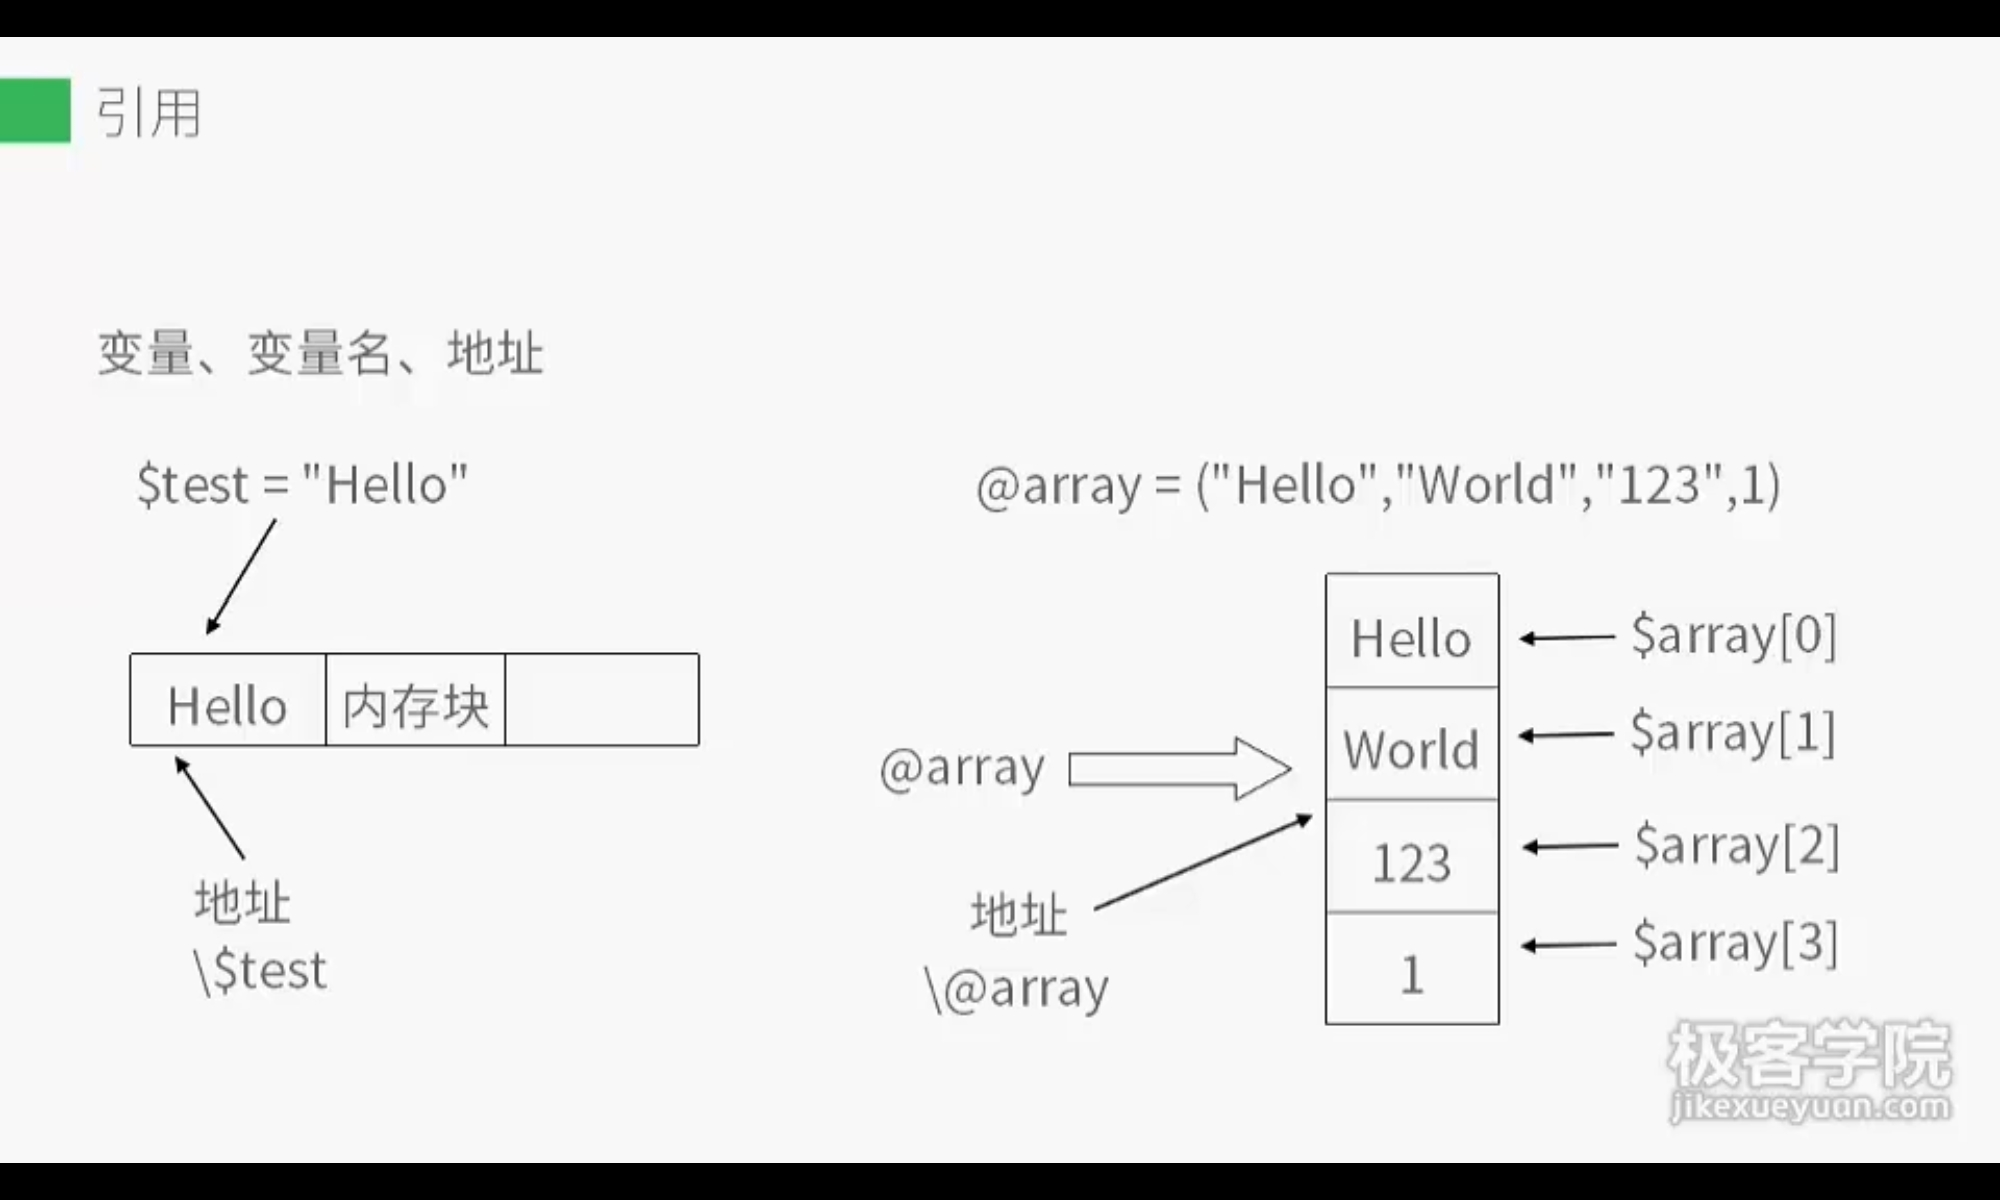 引用
变量、变量名、地址
$test = "Hello"
Hello 内存块
地址
\$test
@array = ("Hello","World","123",1)
Hello $array[0]
World $array[1]
@array
123 $array[2]
地址
\@array
1 $array[3]
极客学院
jikexueyuan.com